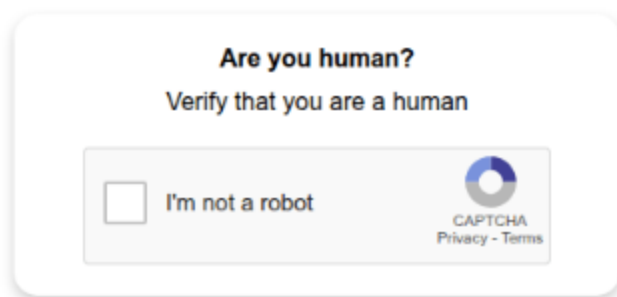 Are you human?
Verify that you are a human
I'm not a robot
CAPTCHA
Privacy - Terms